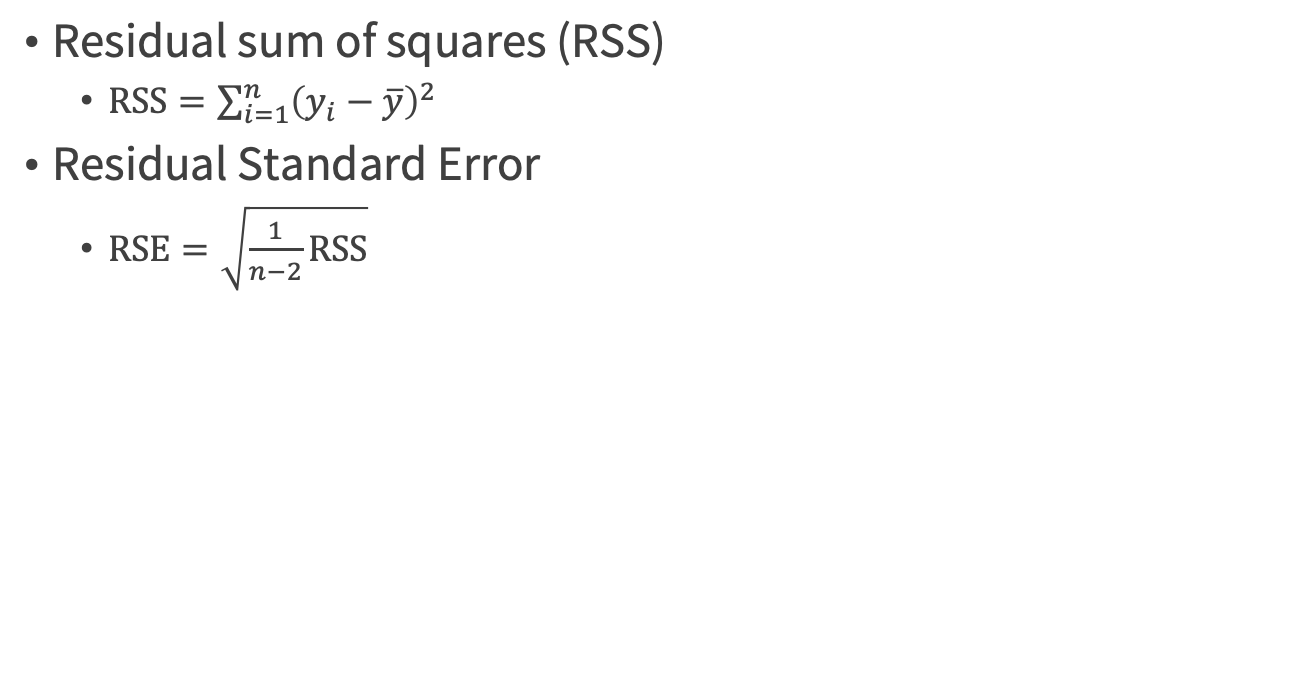 • Residual sum of squares (RSS)
• RSS = ∑ⁿᵢ₌₁(yᵢ − ȳ)²
• Residual Standard Error
• RSE = √(1/(n−2) RSS)